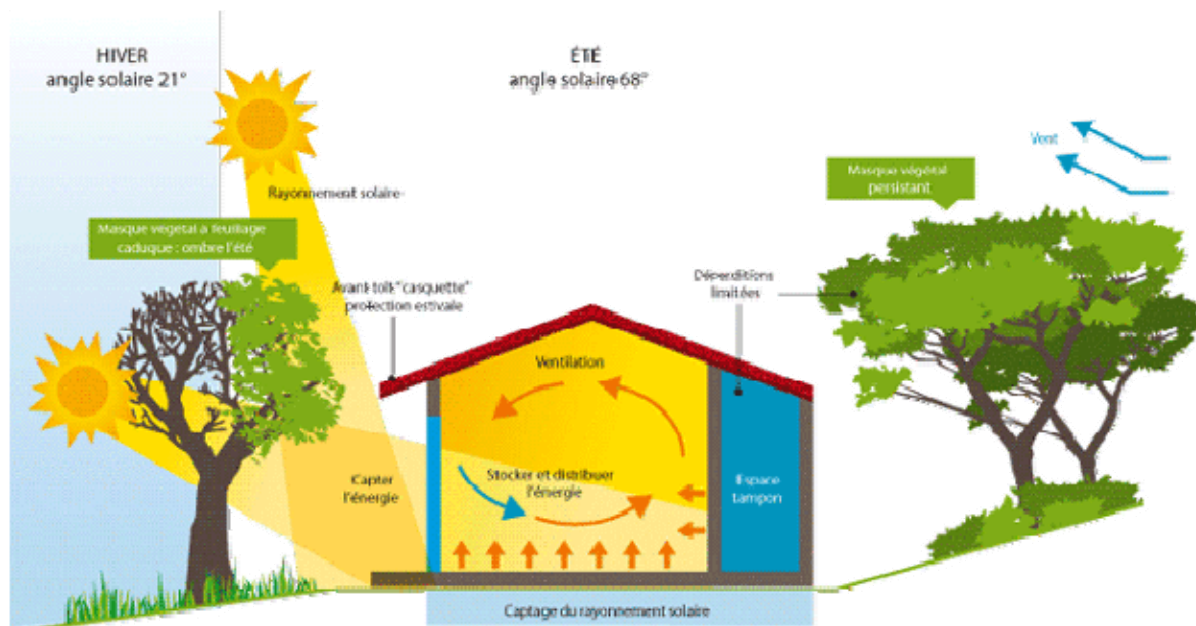 HIVER
angle solaire 21°
ÉTÉ
angle solaire 68°
Vent
Masque végétal
persistant
Rayonnement solaire
Masque végétal à feuillage
caduque : ombre l'été
Avant toit "casquette"
protection estivale
Déperditions
limitées
Ventilation
Capter
l'énergie
Stocker et distribuer
l'énergie
Espace
tampon
Captage du rayonnement solaire